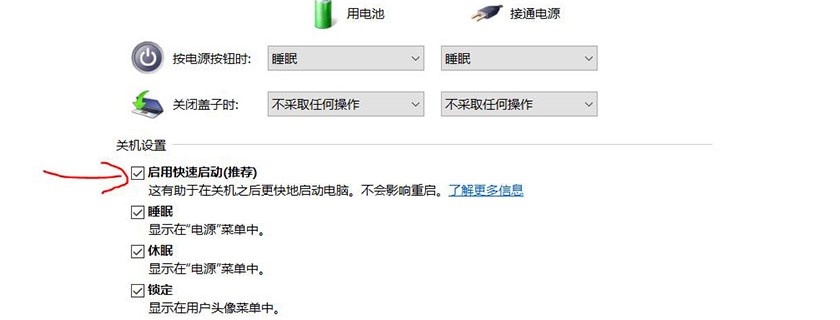 用电池 接通电源
按电源按钮时: 睡眠 睡眠
关闭盖子时: 不采取任何操作 不采取任何操作
关机设置
启用快速启动(推荐)
这有助于在关机之后更快地启动电脑。不会影响重启。了解更多信息
睡眠
显示在“电源”菜单中。
休眠
显示在“电源”菜单中。
锁定
显示在用户头像菜单中。